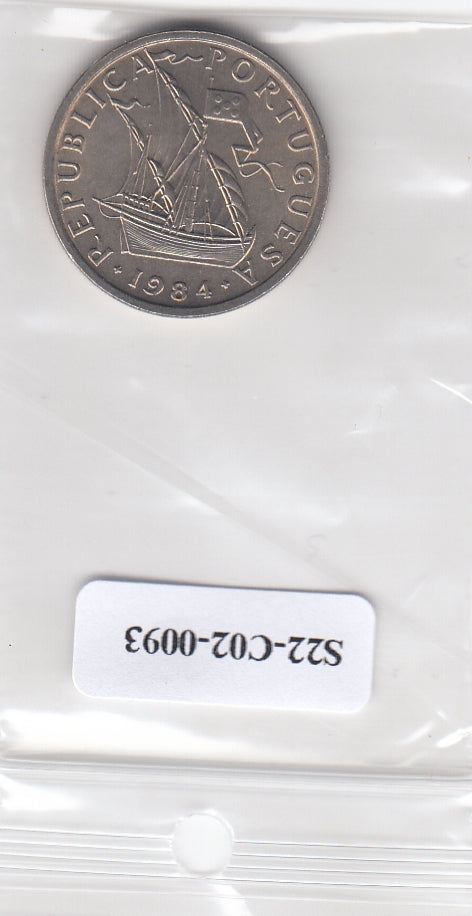 REPUBLICA PORTUGUESA
1984
S22-C02-0093